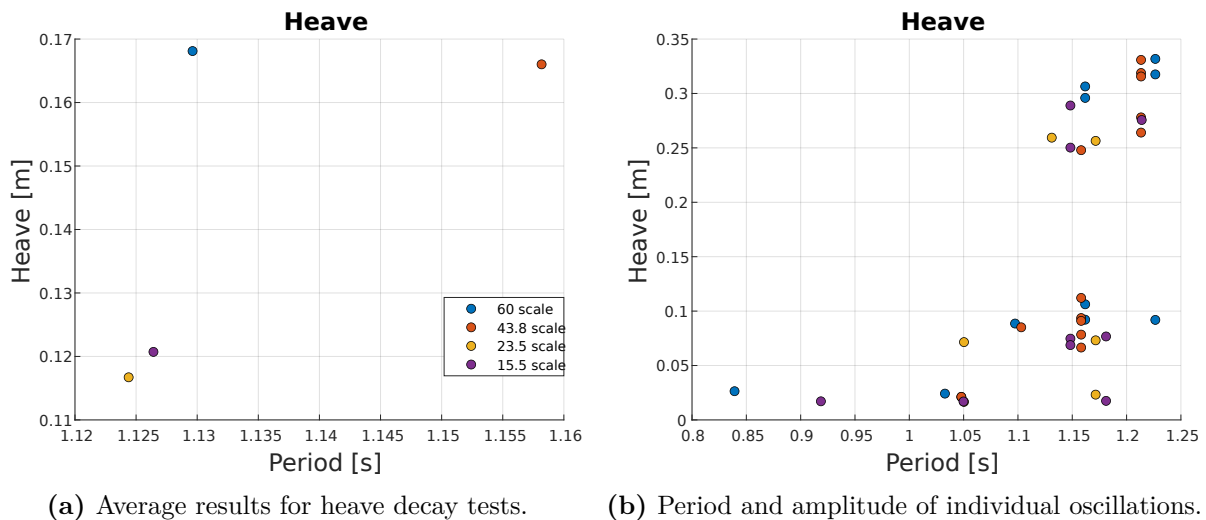 Heave
0.17
0.16
0.15
0.14
0.13
0.12
0.11
Heave [m]
60 scale
43.8 scale
23.5 scale
15.5 scale
1.12 1.125 1.13 1.135 1.14 1.145 1.15 1.155 1.16
Period [s]
(a) Average results for heave decay tests.
Heave
0.35
0.3
0.25
0.2
0.15
0.1
0.05
0
Heave [m]
0.8 0.85 0.9 0.95 1 1.05 1.1 1.15 1.2 1.25
Period [s]
(b) Period and amplitude of individual oscillations.